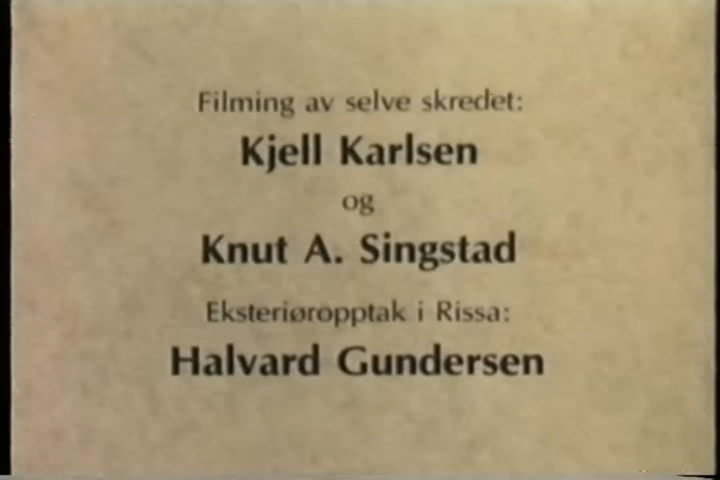 Filming av selve skredet:
Kjell Karlsen
og
Knut A. Singstad
Eksteriøropptak i Rissa:
Halvard Gundersen